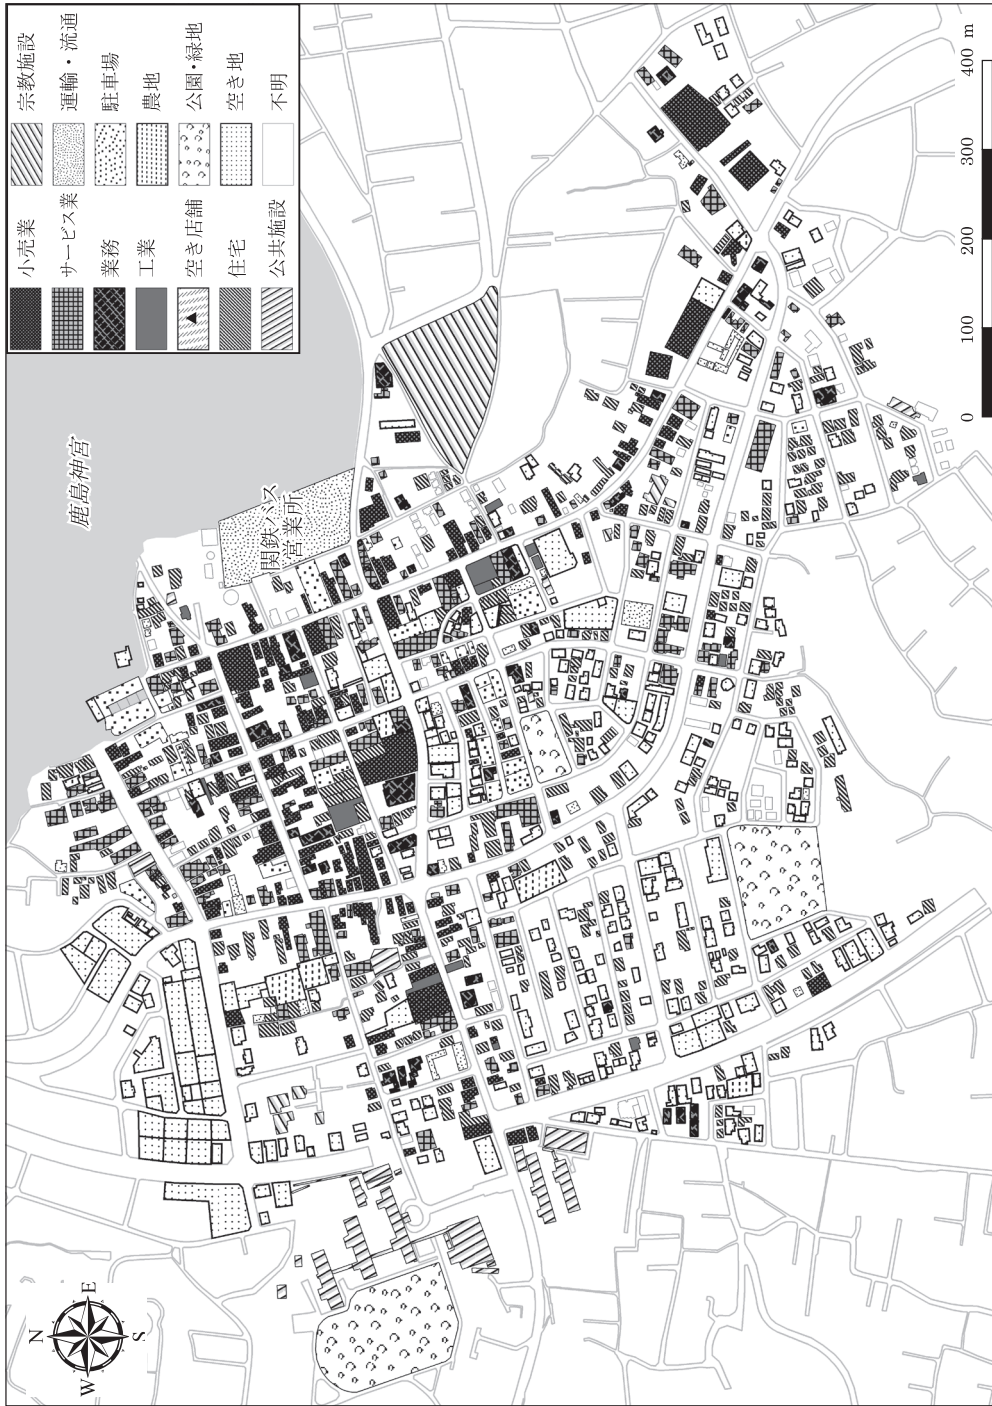 小売業
サービス業
業務
工業
空き店舗
住宅
公共施設
宗教施設
運輸・流通
駐車場
農地
公園・緑地
空き地
不明
鹿島神宮
関鉄バス
営業所
0 100 200 300 400 m
N
E
S
W